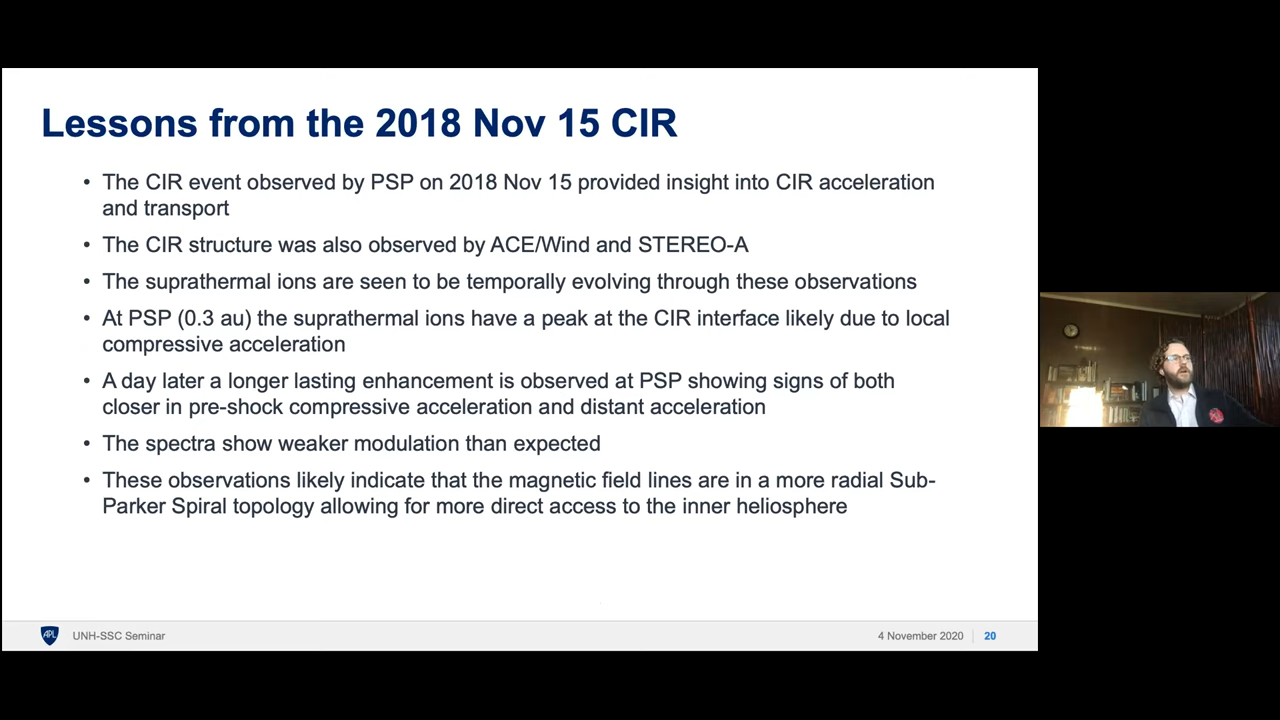 Lessons from the 2018 Nov 15 CIR
• The CIR event observed by PSP on 2018 Nov 15 provided insight into CIR acceleration
and transport
• The CIR structure was also observed by ACE/Wind and STEREO-A
• The suprathermal ions are seen to be temporally evolving through these observations
• At PSP (0.3 au) the suprathermal ions have a peak at the CIR interface likely due to local
compressive acceleration
• A day later a longer lasting enhancement is observed at PSP showing signs of both
closer in pre-shock compressive acceleration and distant acceleration
• The spectra show weaker modulation than expected
• These observations likely indicate that the magnetic field lines are in a more radial Sub-
Parker Spiral topology allowing for more direct access to the inner heliosphere
APL UNH-SSC Seminar 4 November 2020 20